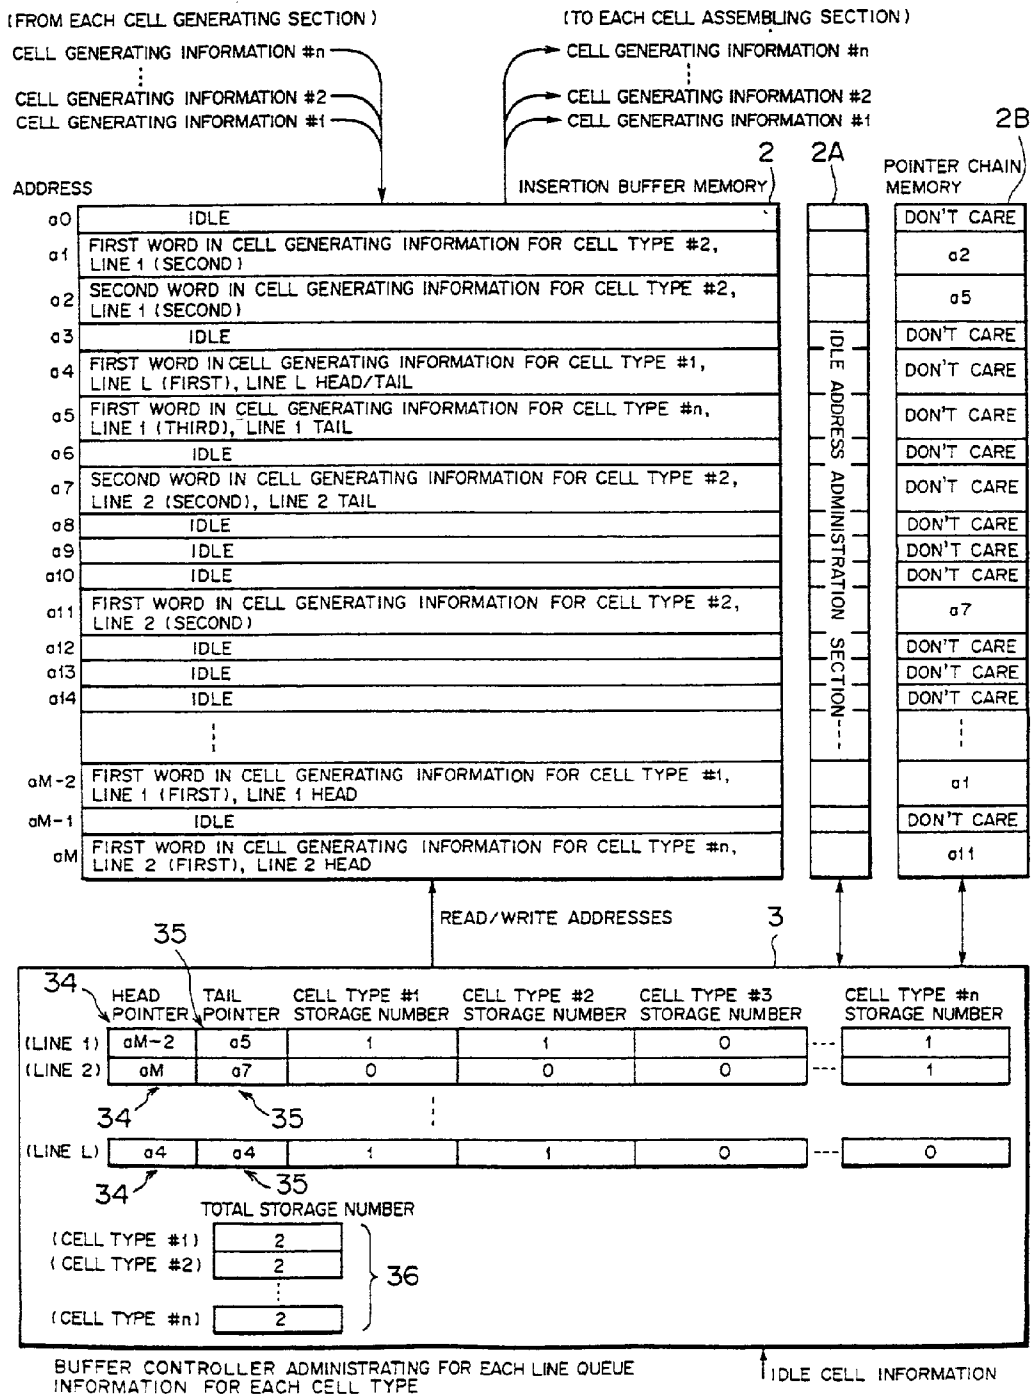 (FROM EACH CELL GENERATING SECTION)
(TO EACH CELL ASSEMBLING SECTION)
CELL GENERATING INFORMATION #n
CELL GENERATING INFORMATION #n
CELL GENERATING INFORMATION #2
CELL GENERATING INFORMATION #2
CELL GENERATING INFORMATION #1
CELL GENERATING INFORMATION #1
ADDRESS
INSERTION BUFFER MEMORY
2
2A
2B
POINTER CHAIN
MEMORY
a0 IDLE DON'T CARE
a1 FIRST WORD IN CELL GENERATING INFORMATION FOR CELL TYPE #2,
LINE 1 (SECOND) a2
a2 SECOND WORD IN CELL GENERATING INFORMATION FOR CELL TYPE #2,
LINE 1 (SECOND) a5
a3 IDLE DON'T CARE
a4 FIRST WORD IN CELL GENERATING INFORMATION FOR CELL TYPE #1,
LINE L (FIRST), LINE L HEAD/TAIL DON'T CARE
a5 FIRST WORD IN CELL GENERATING INFORMATION FOR CELL TYPE #n,
LINE 1 (THIRD), LINE 1 TAIL DON'T CARE
a6 IDLE DON'T CARE
a7 SECOND WORD IN CELL GENERATING INFORMATION FOR CELL TYPE #2,
LINE 2 (SECOND), LINE 2 TAIL DON'T CARE
a8 IDLE DON'T CARE
a9 IDLE DON'T CARE
a10 IDLE DON'T CARE
a11 FIRST WORD IN CELL GENERATING INFORMATION FOR CELL TYPE #2,
LINE 2 (SECOND) a7
a12 IDLE DON'T CARE
a13 IDLE DON'T CARE
a14 IDLE DON'T CARE
aM-2 FIRST WORD IN CELL GENERATING INFORMATION FOR CELL TYPE #1,
LINE 1 (FIRST), LINE 1 HEAD a1
aM-1 IDLE DON'T CARE
aM FIRST WORD IN CELL GENERATING INFORMATION FOR CELL TYPE #n,
LINE 2 (FIRST), LINE 2 HEAD a11
IDLE ADDRESS ADMINISTRATION SECTION
READ/WRITE ADDRESSES
3
34
35
HEAD POINTER
TAIL POINTER
CELL TYPE #1 STORAGE NUMBER
CELL TYPE #2 STORAGE NUMBER
CELL TYPE #3 STORAGE NUMBER
CELL TYPE #n STORAGE NUMBER
(LINE 1) aM-2 a5 1 1 0 1
(LINE 2) aM a7 0 0 0 1
34
35
(LINE L) a4 a4 1 1 0 0
34
35
TOTAL STORAGE NUMBER
(CELL TYPE #1) 2
(CELL TYPE #2) 2
(CELL TYPE #n) 2
36
BUFFER CONTROLLER ADMINISTRATING FOR EACH LINE QUEUE
INFORMATION FOR EACH CELL TYPE
IDLE CELL INFORMATION